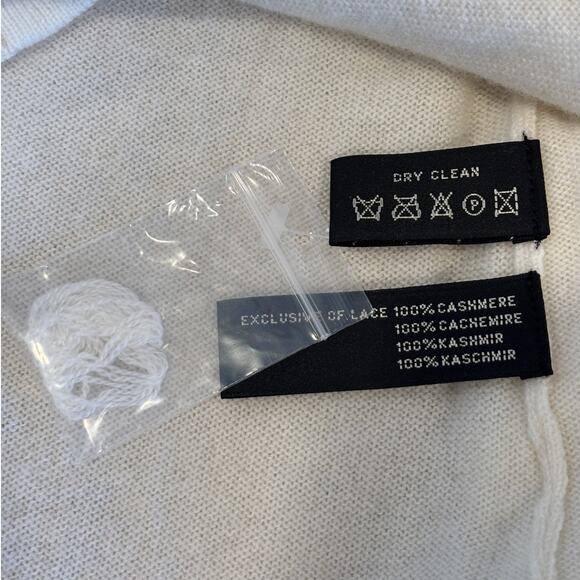 DRY CLEAN
P
EXCLUSIVE OF LACE 100% CASHMERE
100% CACHEMIRE
100% KASHMIR
100% KASCHMIR